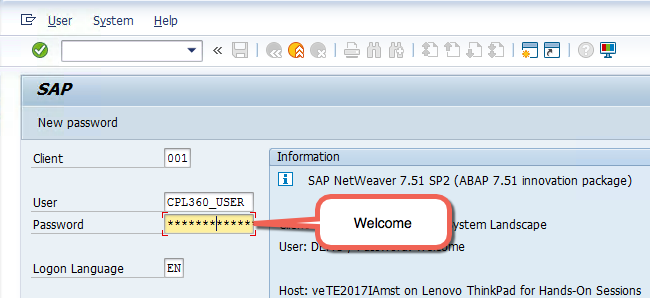 User System Help
SAP
New password
Client 001
Information
SAP NetWeaver 7.51 SP2 (ABAP 7.51 innovation package)
User CPL360_USER
Password *************
Welcome
ystem Landscape
User: DE
come
Logon Language EN
Host: veTE2017IAmst on Lenovo ThinkPad for Hands-On Sessions